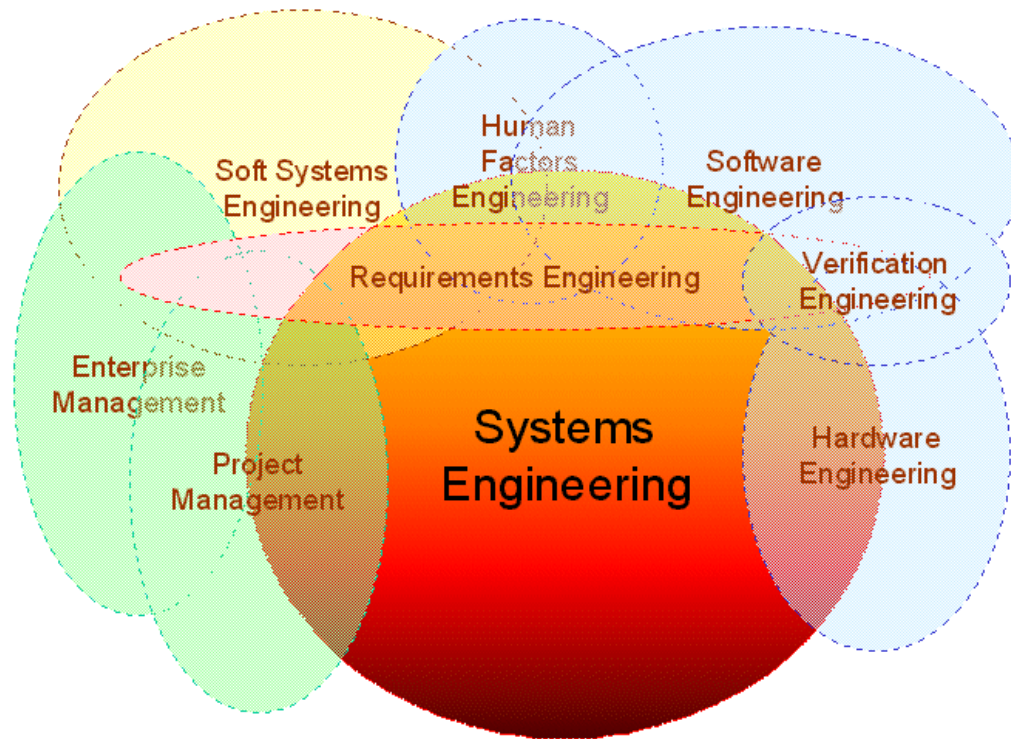 Human
Factors
Engineering
Soft Systems
Engineering
Software
Engineering
Requirements Engineering
Verification
Engineering
Enterprise
Management
Systems
Engineering
Hardware
Engineering
Project
Management